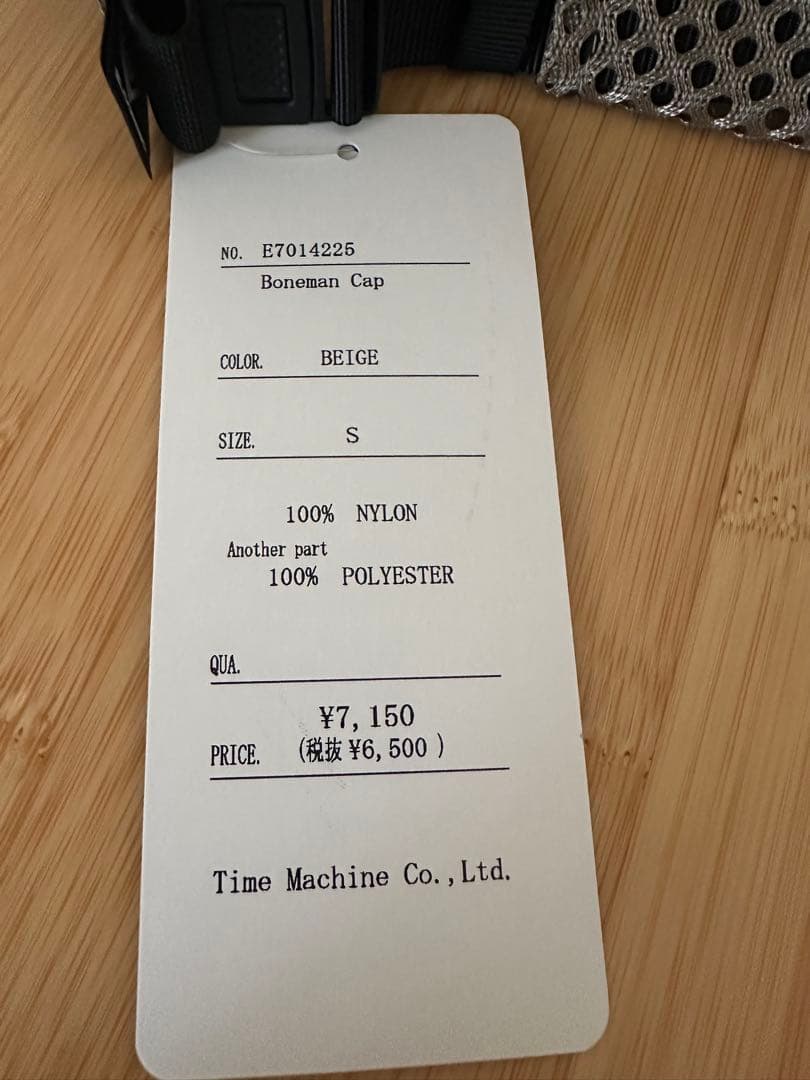 NO. E7014225
Boneman Cap
COLOR. BEIGE
SIZE. S
100% NYLON
Another part
100% POLYESTER
QUA.
¥7,150
PRICE. (税抜¥6,500 )
Time Machine Co.,Ltd.